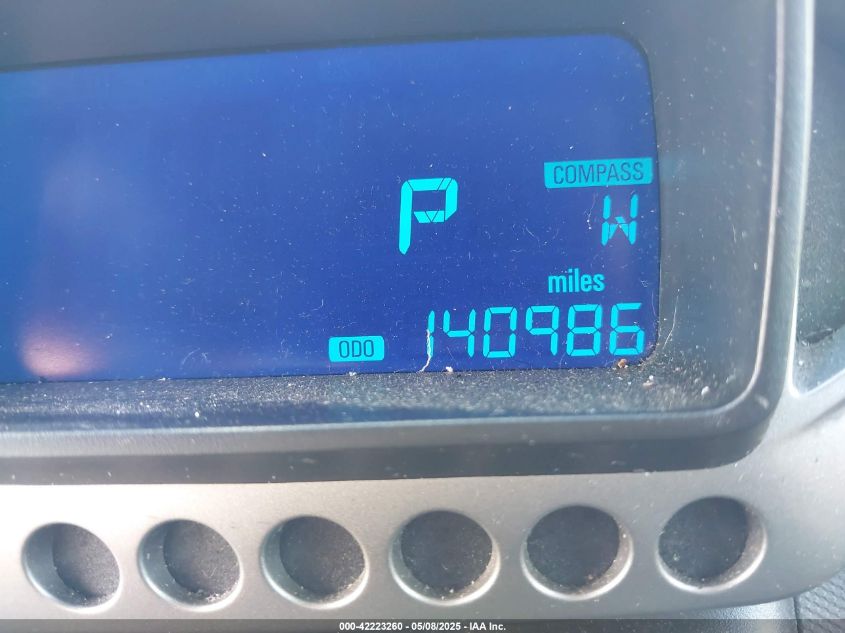 COMPASS
P W
miles
ODO 140986
000-42223260 - 05/08/2025 - IAA Inc.